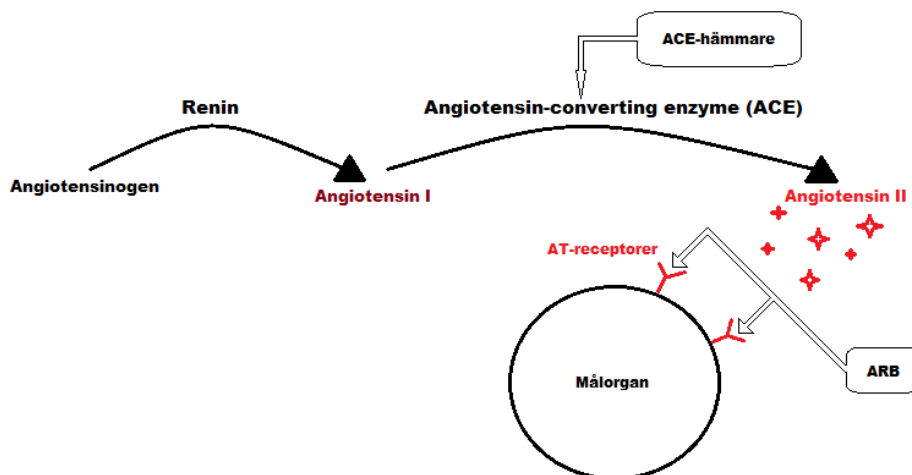 ACE-hämmare
Renin
Angiotensin-converting enzyme (ACE)
Angiotensinogen
Angiotensin I
Angiotensin II
AT-receptorer
Målorgan
ARB